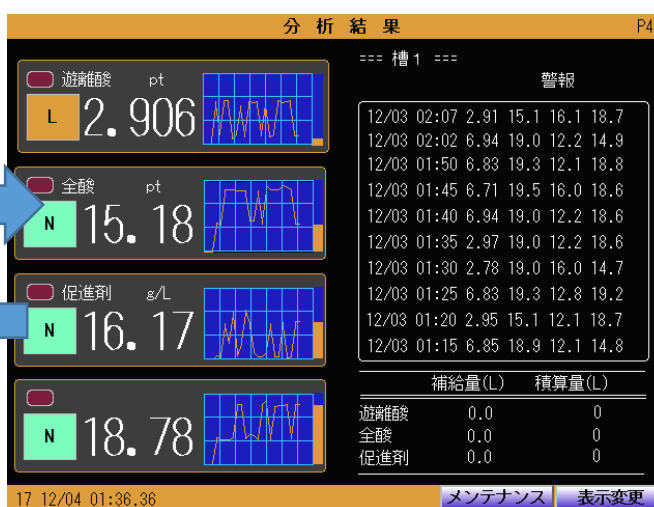 分 析 結 果 P4
=== 槽1 ===
警報
遊離酸 pt
L 2.906
全酸 pt
N 15.18
促進剤 g/L
N 16.17
N 18.78
12/03 02:07 2.91 15.1 16.1 18.7
12/03 02:02 6.94 19.0 12.2 14.9
12/03 01:50 6.83 19.3 12.1 18.8
12/03 01:45 6.71 19.5 16.0 18.6
12/03 01:40 6.94 19.0 12.2 18.6
12/03 01:35 2.97 19.0 12.2 18.6
12/03 01:30 2.78 19.0 16.0 14.7
12/03 01:25 6.83 19.3 12.8 19.2
12/03 01:20 2.95 15.1 12.1 18.7
12/03 01:15 6.85 18.9 12.1 14.8
補給量(L) 積算量(L)
遊離酸 0.0 0
全酸 0.0 0
促進剤 0.0 0
17 12/04 01:36.36 メンテナンス 表示変更